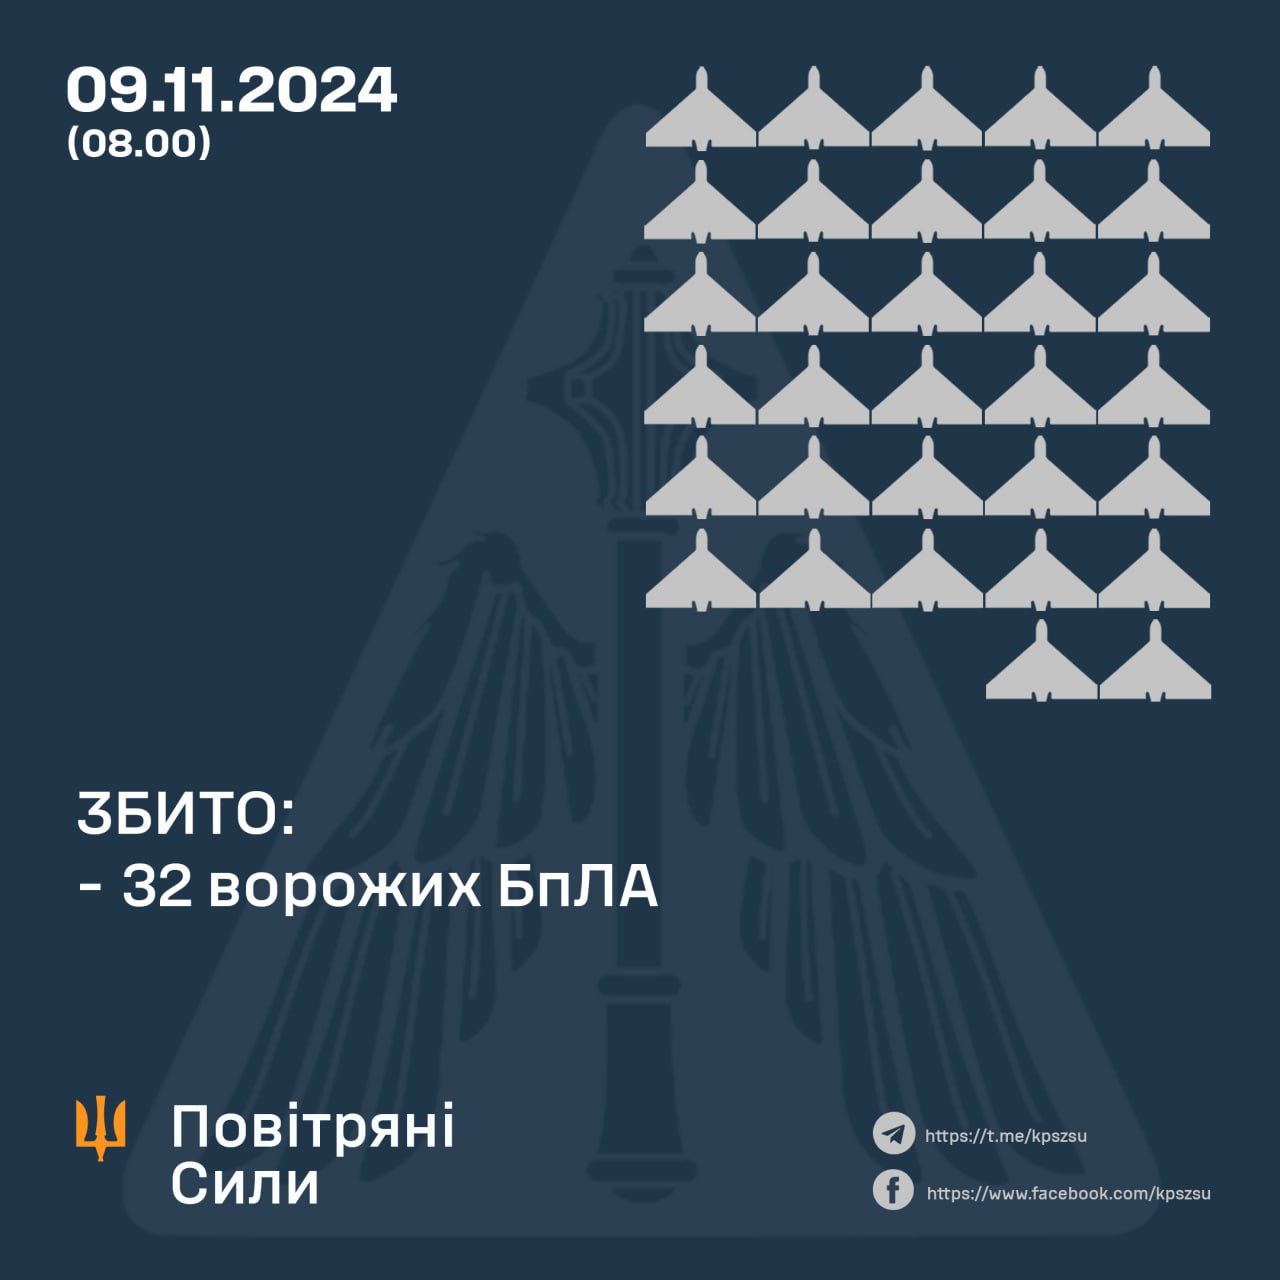 09.11.2024
(08.00)
ЗБИТО:
- 32 ворожих БпЛА
Повітряні
Сили
https://t.me/kpszsu
https://www.facebook.com/kpszsu